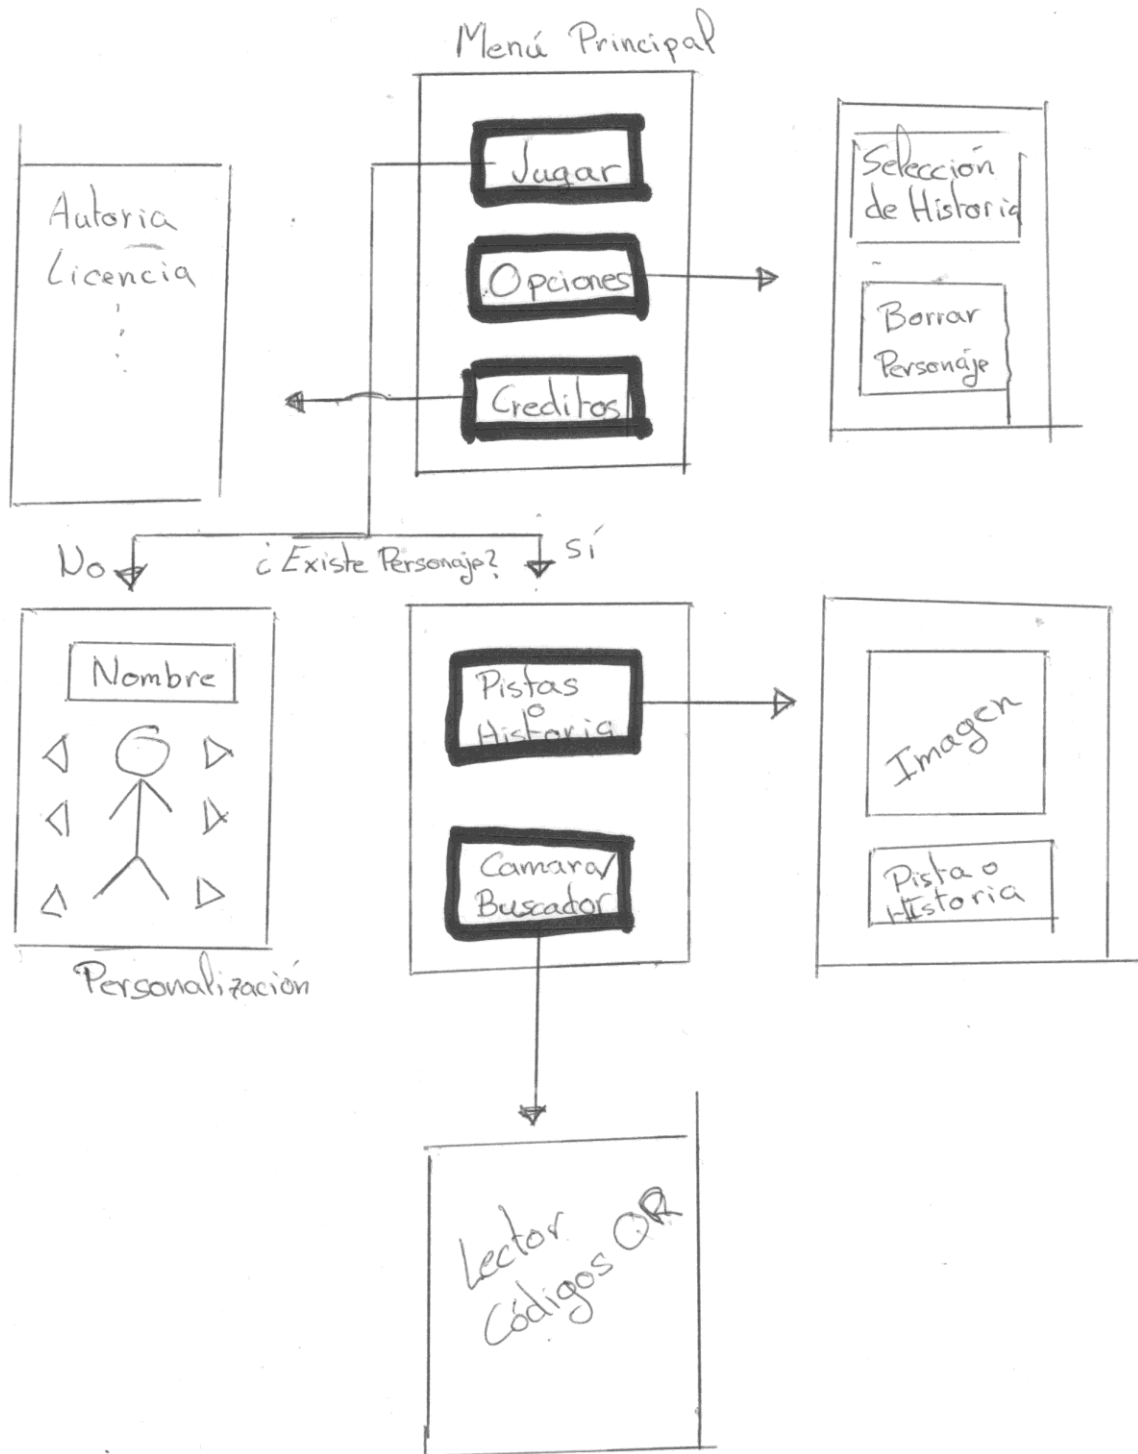 Menú Principal
Jugar
Opciones
Creditos
Autoria
Licencia
Selección
de Historia
Borrar
Personaje
No
¿Existe Personaje?
Sí
Nombre
Personalización
Pistas
o
Historia
Camara/
Buscador
Imagen
Pista o
HIstoria
Lector
Códigos QR